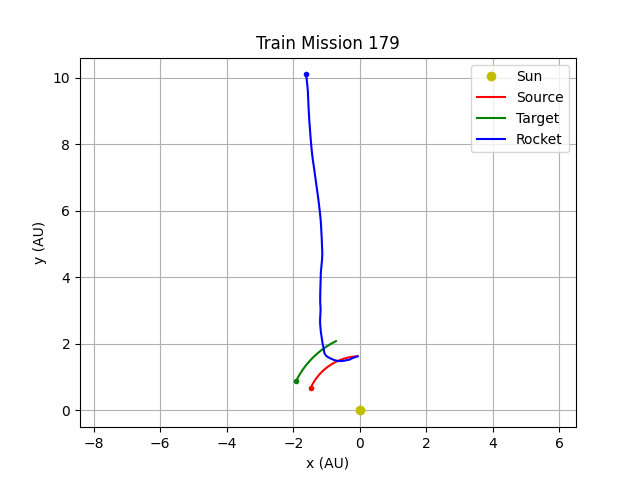 Train Mission 179
Sun
Source
Target
Rocket
10
8
6
4
2
0
y (AU)
−8
−6
−4
−2
0
2
4
6
x (AU)